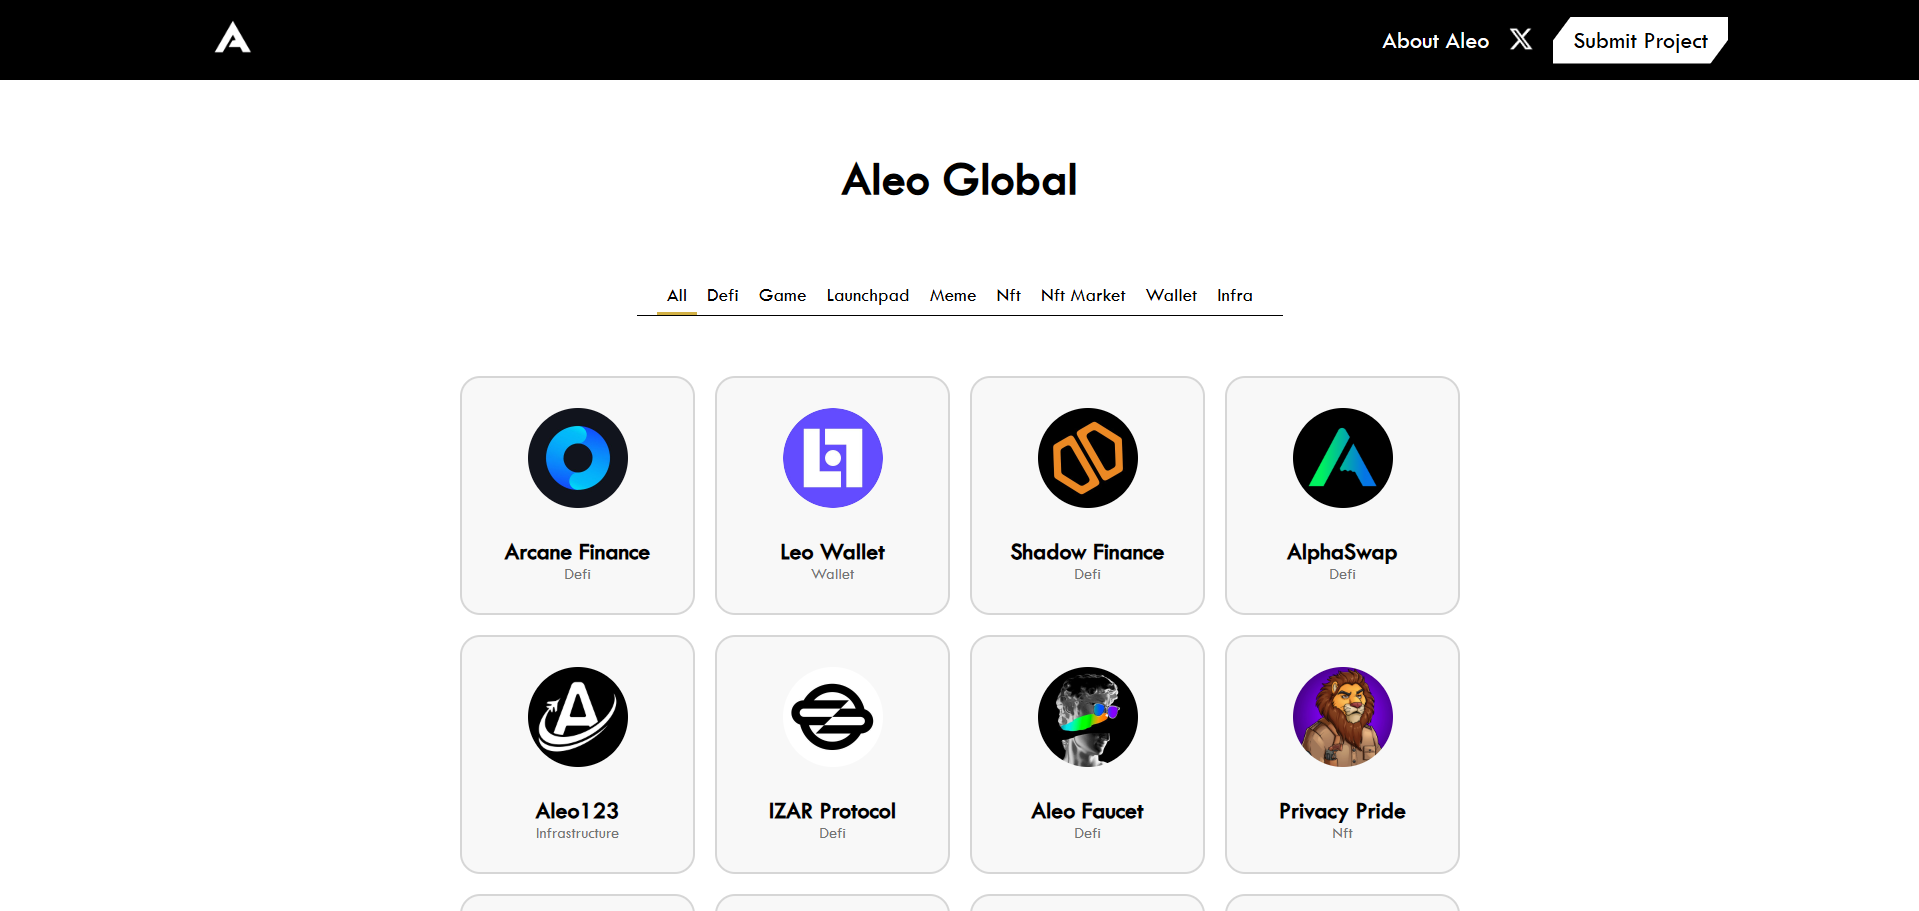 About Aleo
Submit Project
Aleo Global
All Defi Game Launchpad Meme Nft Nft Market Wallet Infra
Arcane Finance
Defi
Leo Wallet
Wallet
Shadow Finance
Defi
AlphaSwap
Defi
Aleo123
Infrastructure
IZAR Protocol
Defi
Aleo Faucet
Defi
Privacy Pride
Nft